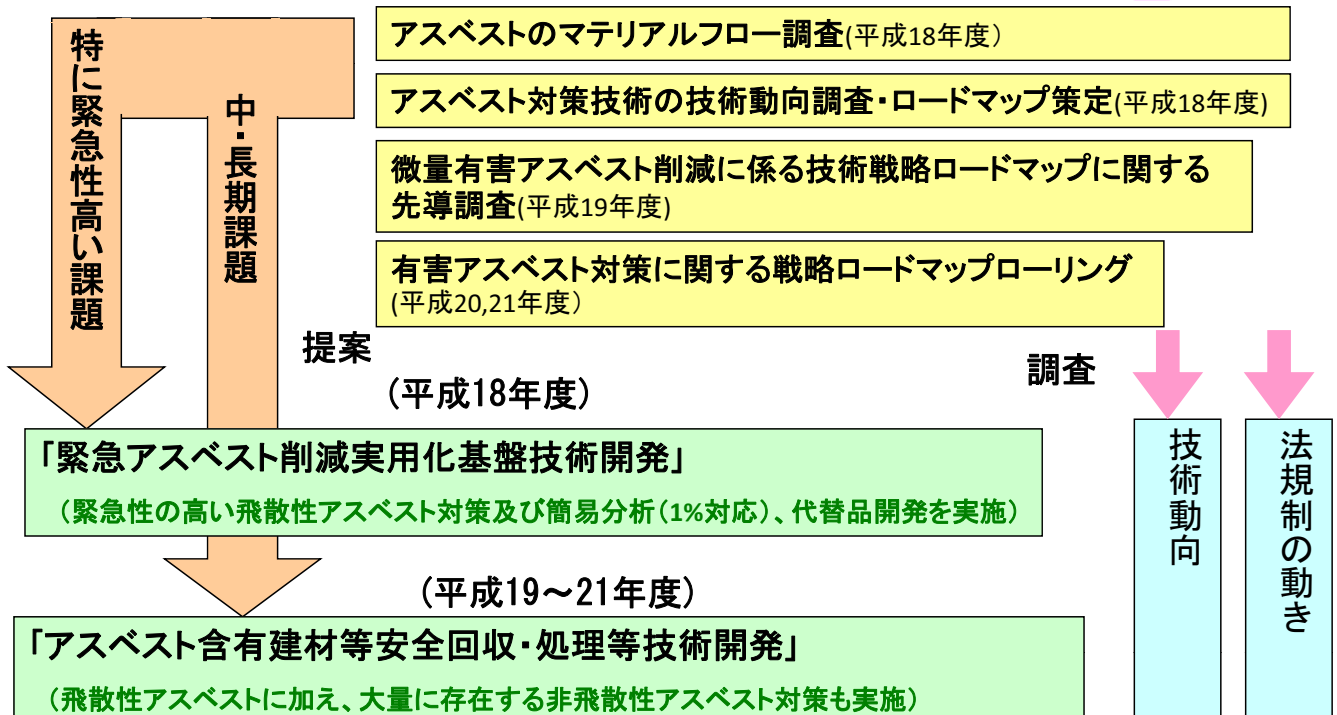 アスベストのマテリアルフロー調査(平成18年度)
アスベスト対策技術の技術動向調査・ロードマップ策定(平成18年度)
微量有害アスベスト削減に係る技術戦略ロードマップに関する
先導調査(平成19年度)
有害アスベスト対策に関する戦略ロードマップローリング
(平成20,21年度)
特に緊急性高い課題
中・長期課題
提案
調査
(平成18年度)
「緊急アスベスト削減実用化基盤技術開発」
(緊急性の高い飛散性アスベスト対策及び簡易分析(1%対応)、代替品開発を実施)
(平成19～21年度)
「アスベスト含有建材等安全回収・処理等技術開発」
(飛散性アスベストに加え、大量に存在する非飛散性アスベスト対策も実施)
技術動向
法規制の動き